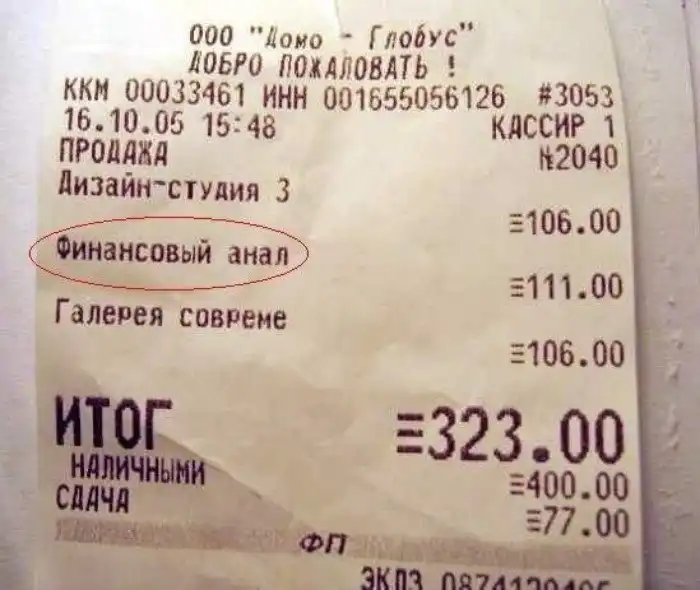 ООО "Домо - Глобус"
ДОБРО ПОЖАЛОВАТЬ !
ККМ 00033461 ИНН 001655056126 #3053
16.10.05 15:48 КАССИР 1
ПРОДАЖА №2040
Дизайн-студия 3
≡106.00
Финансовый анал
≡111.00
Галерея совреме
≡106.00
ИТОГ ≡323.00
НАЛИЧНЫМИ ≡400.00
СДАЧА ≡77.00
ФП
ЭКЛЗ